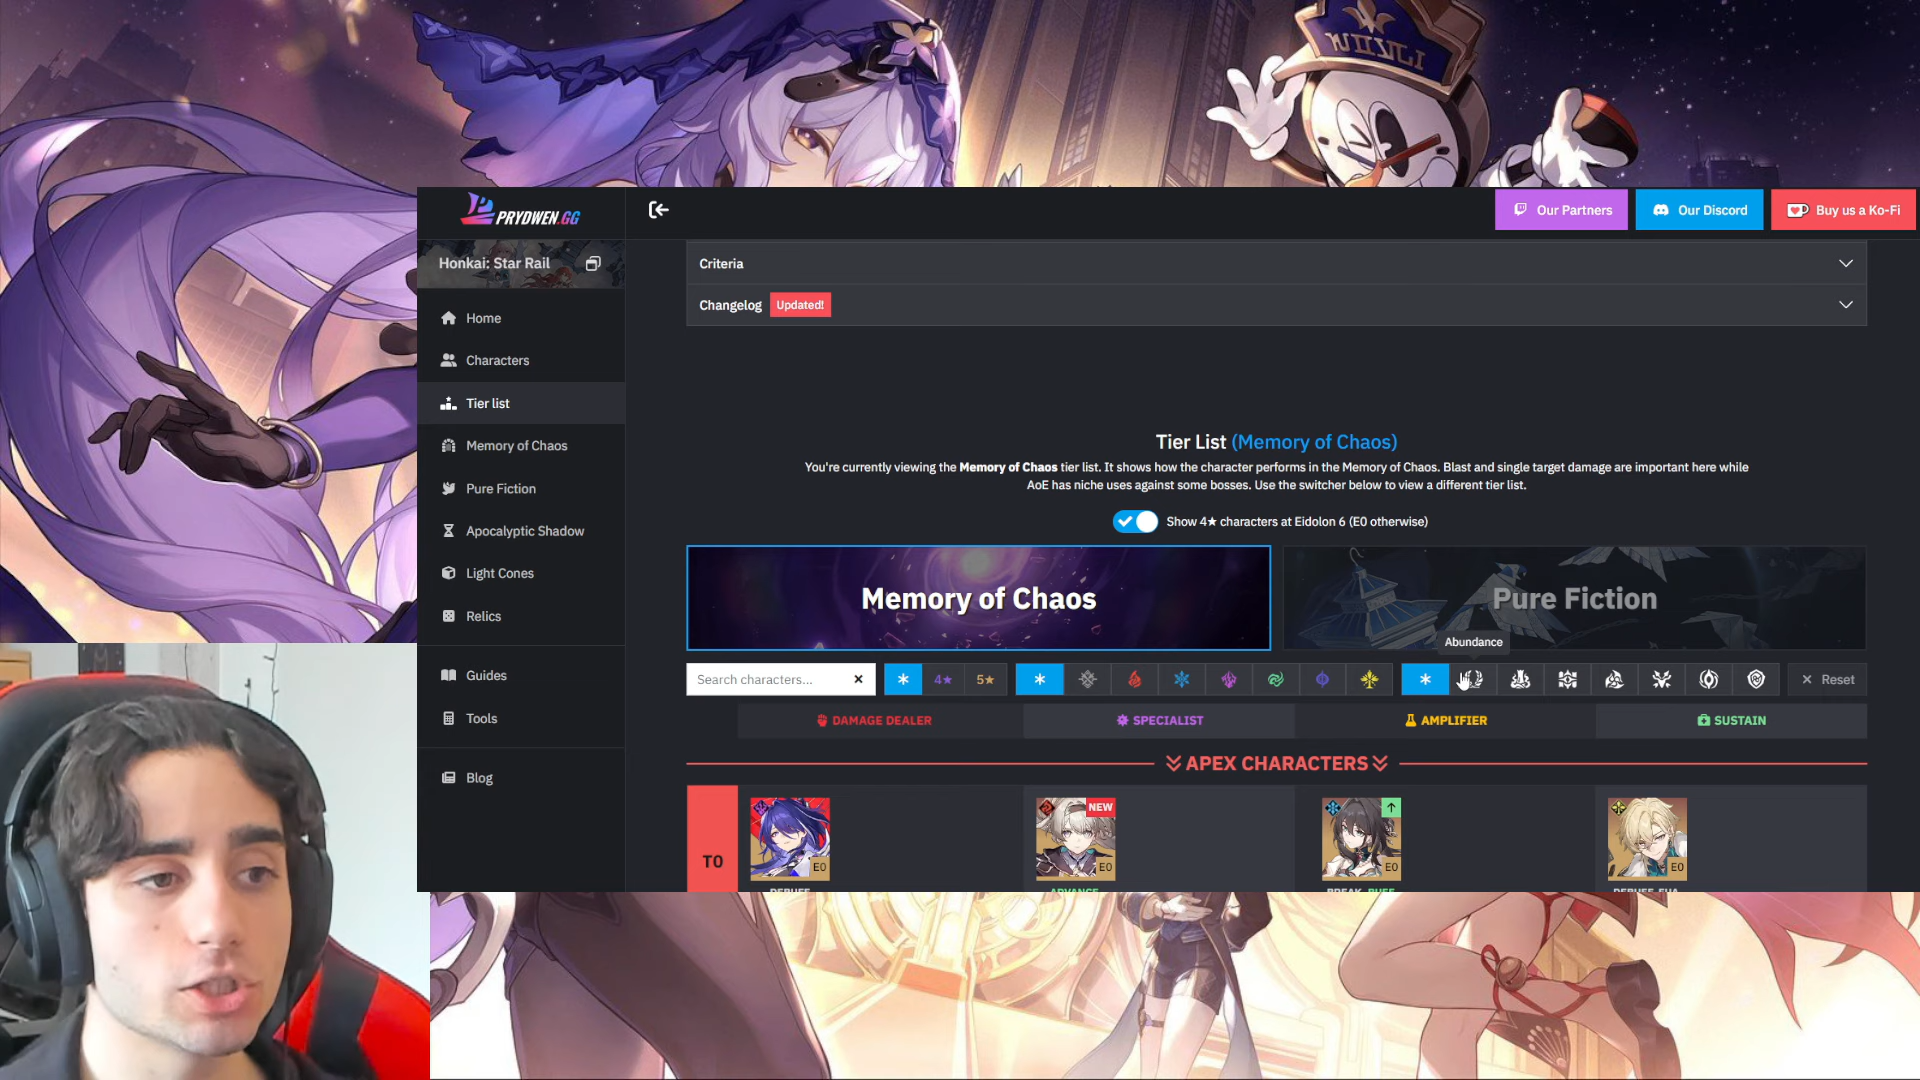 PRYDWEN.GG
Our Partners
Our Discord
Buy us a Ko-Fi
Honkai: Star Rail
Home
Characters
Tier list
Memory of Chaos
Pure Fiction
Apocalyptic Shadow
Light Cones
Relics
Guides
Tools
Blog
Criteria
Changelog Updated!
Tier List (Memory of Chaos)
You're currently viewing the Memory of Chaos tier list. It shows how the character performs in the Memory of Chaos. Blast and single target damage are important here while
AoE has niche uses against some bosses. Use the switcher below to view a different tier list.
Show 4★ characters at Eidolon 6 (E0 otherwise)
Memory of Chaos
Pure Fiction
Abundance
Search characters...
4★
5★
Reset
DAMAGE DEALER
SPECIALIST
AMPLIFIER
SUSTAIN
APEX CHARACTERS
T0
E0
NEW
E0
E0
E0
DEBUFF
ADVANCE
BREAK, BUFF